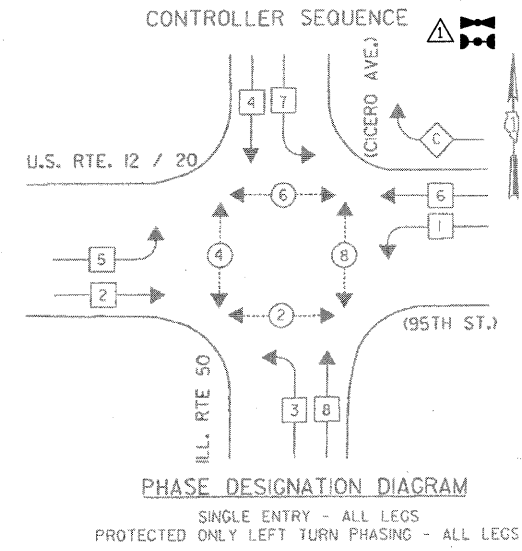 CONTROLLER SEQUENCE
1
(CICERO AVE.)
4
7
C
U.S. RTE. 12 / 20
6
6
1
5
4
8
2
2
(95TH ST.)
ILL. RTE 50
3
8
PHASE DESIGNATION DIAGRAM
SINGLE ENTRY - ALL LEGS
PROTECTED ONLY LEFT TURN PHASING - ALL LEGS